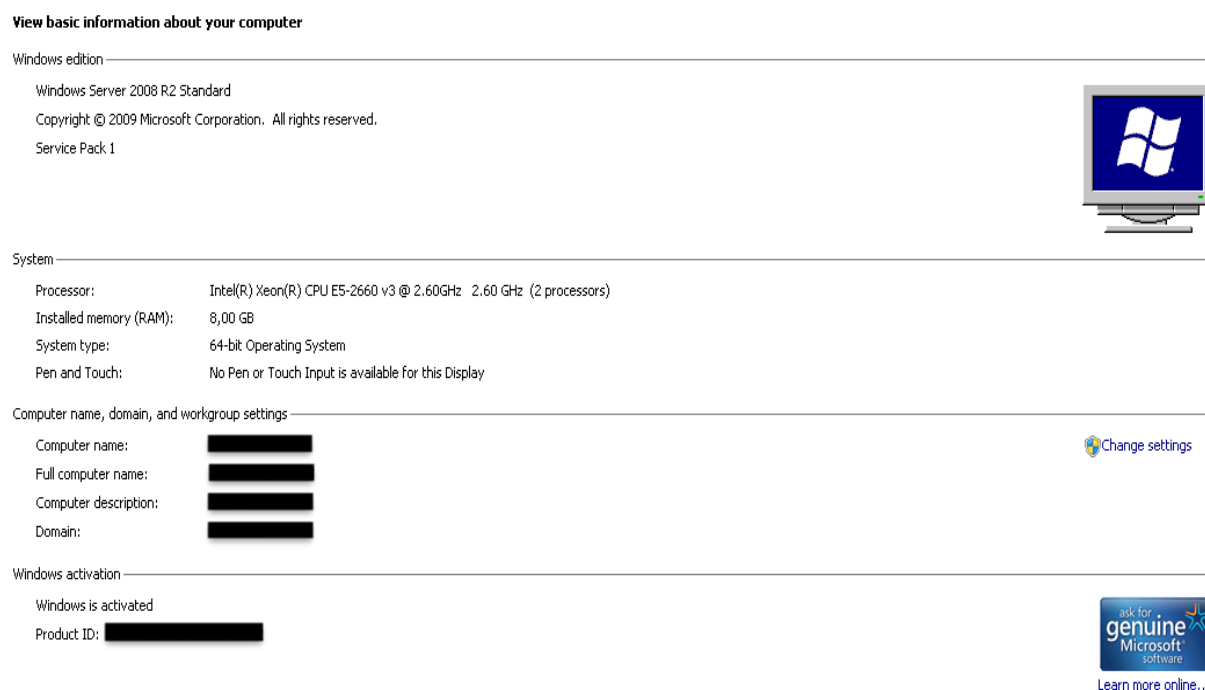 View basic information about your computer
Windows edition
Windows Server 2008 R2 Standard
Copyright © 2009 Microsoft Corporation.  All rights reserved.
Service Pack 1
System
Processor: Intel(R) Xeon(R) CPU E5-2660 v3 @ 2.60GHz   2.60 GHz  (2 processors)
Installed memory (RAM): 8,00 GB
System type: 64-bit Operating System
Pen and Touch: No Pen or Touch Input is available for this Display
Computer name, domain, and workgroup settings
Computer name:
Change settings
Full computer name:
Computer description:
Domain:
Windows activation
Windows is activated
Product ID:
ask for
genuine
Microsoft
software
Learn more online..